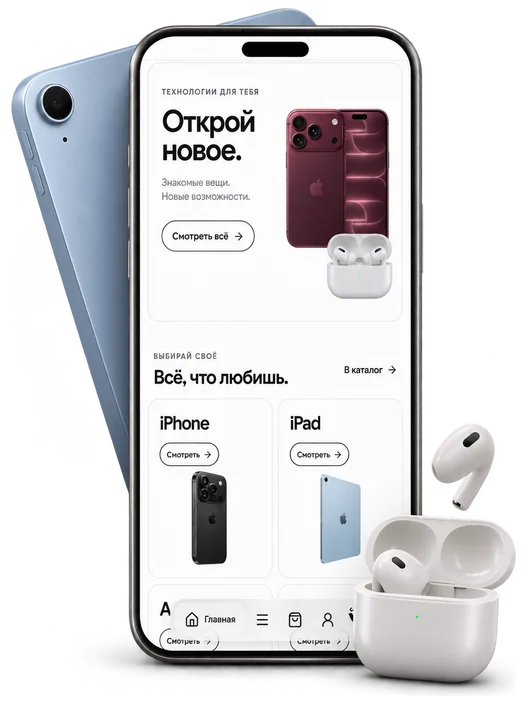 ТЕХНОЛОГИИ ДЛЯ ТЕБЯ
Открой
новое.
Знакомые вещи.
Новые возможности.
Смотреть всё →
ВЫБИРАЙ СВОЁ
Всё, что любишь.
В каталог →
iPhone
iPad
Смотреть →
Смотреть →
A
Главная
Смотреть →
Смотреть →